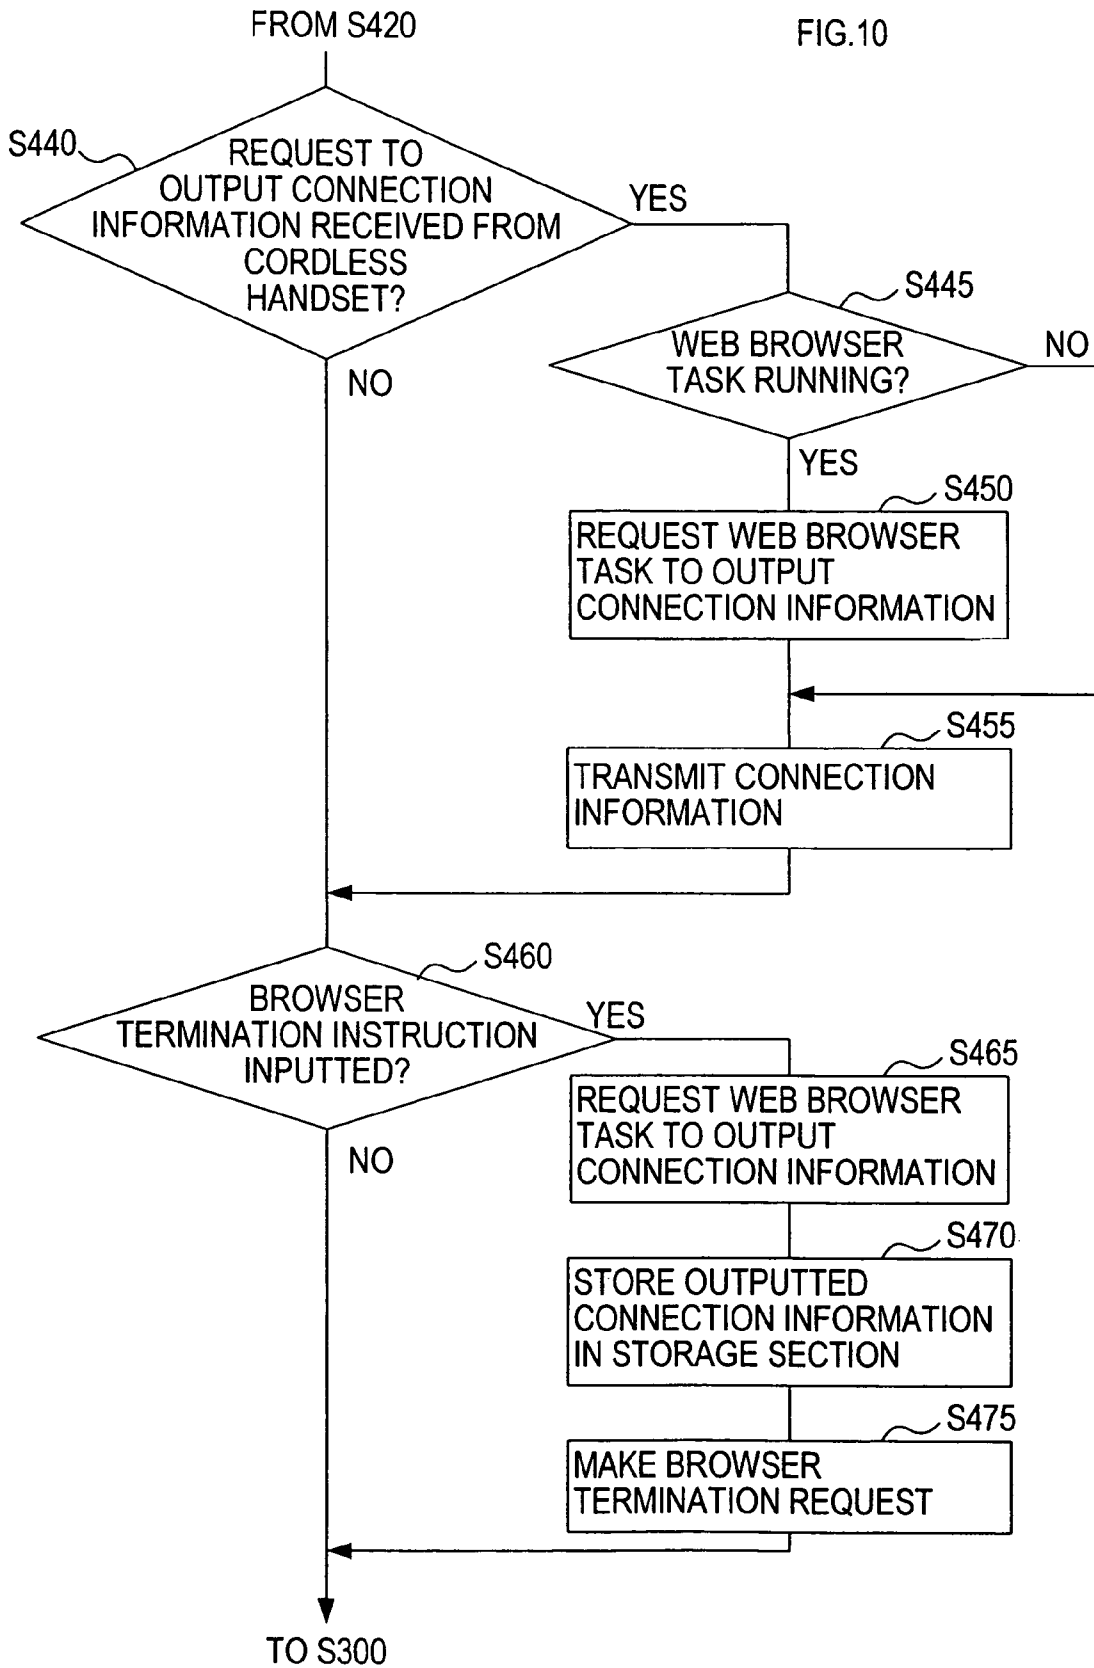 FROM S420
FIG.10
S440
REQUEST TO
OUTPUT CONNECTION
INFORMATION RECEIVED FROM
CORDLESS
HANDSET?
YES
NO
S445
WEB BROWSER
TASK RUNNING?
NO
YES
S450
REQUEST WEB BROWSER
TASK TO OUTPUT
CONNECTION INFORMATION
S455
TRANSMIT CONNECTION
INFORMATION
S460
BROWSER
TERMINATION INSTRUCTION
INPUTTED?
YES
NO
S465
REQUEST WEB BROWSER
TASK TO OUTPUT
CONNECTION INFORMATION
S470
STORE OUTPUTTED
CONNECTION INFORMATION
IN STORAGE SECTION
S475
MAKE BROWSER
TERMINATION REQUEST
TO S300